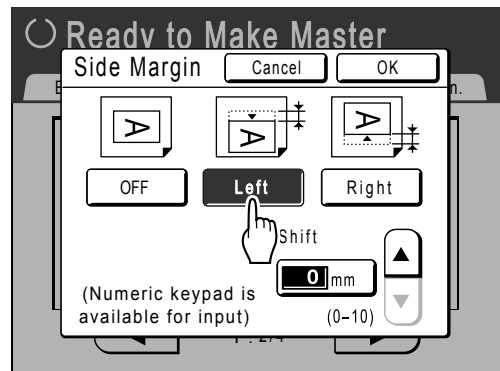 Ready to Make Master
Side Margin
Cancel
OK
A
A
A
OFF
Left
Right
Shift
0 mm
(Numeric keypad is
available for input)
(0–10)